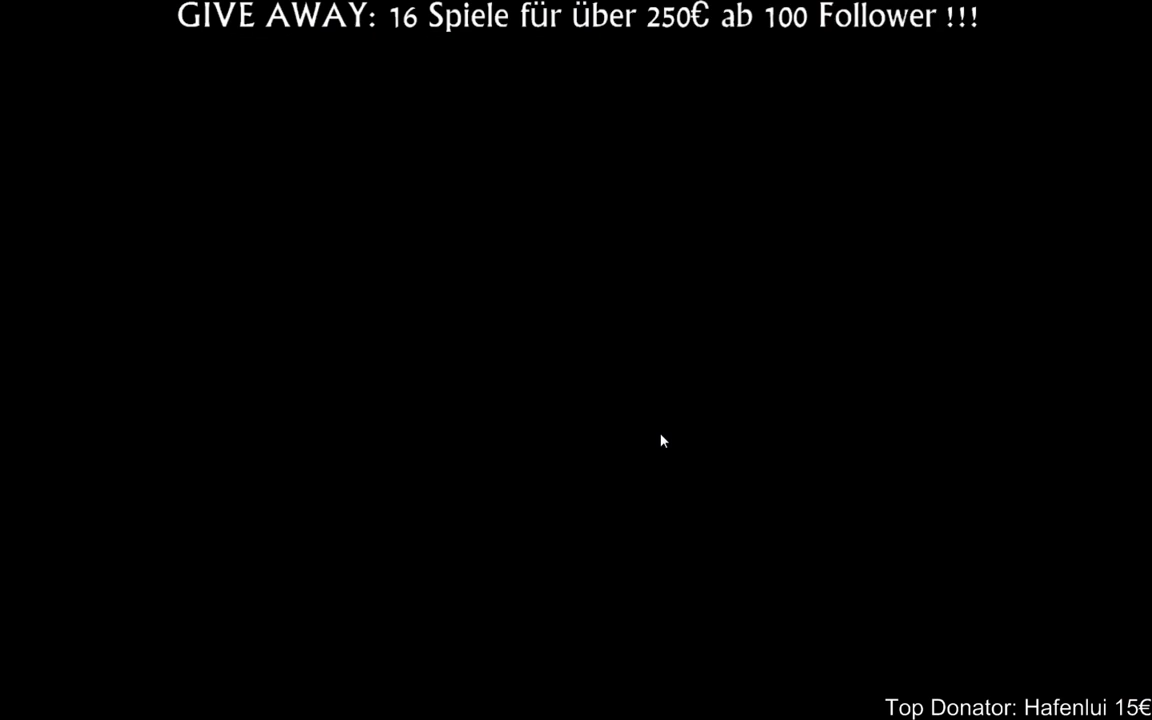 GIVE AWAY: 16 Spiele für über 250€ ab 100 Follower !!!
Top Donator: Hafenlui 15€